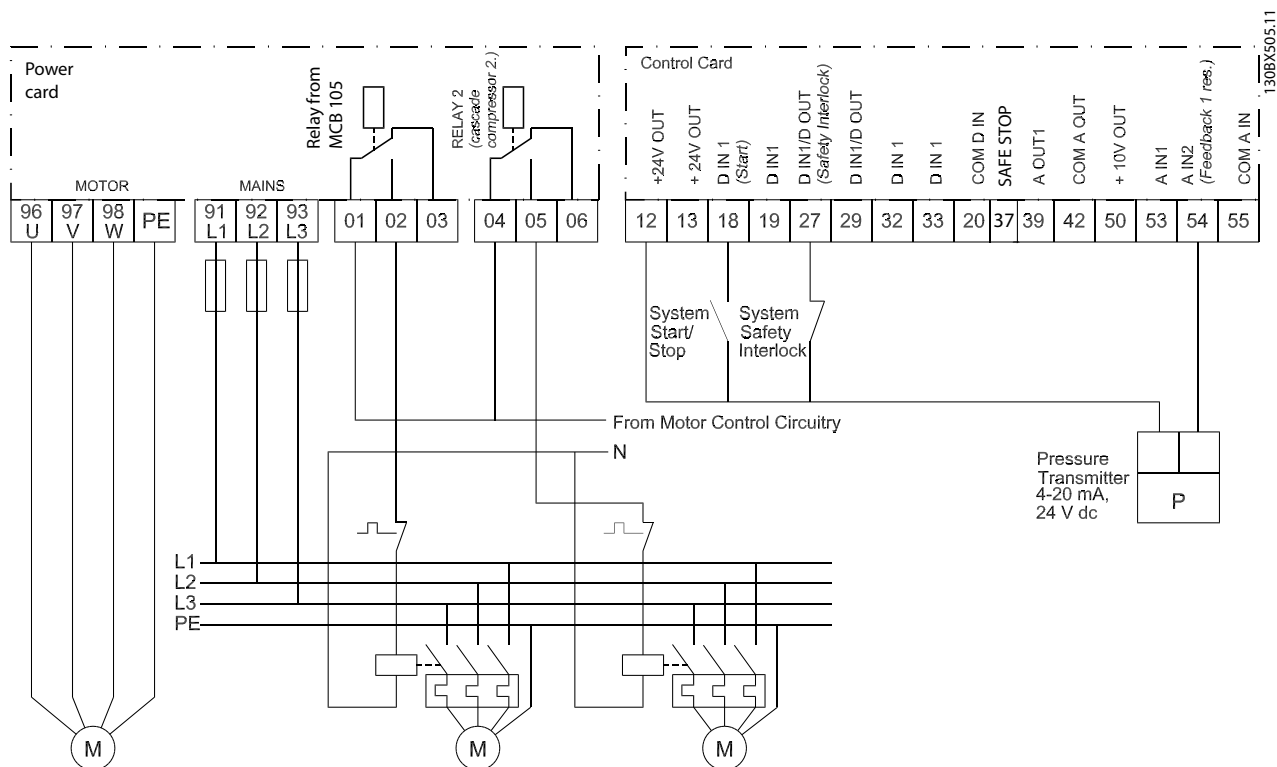 130BX505.11
Power
card
Relay from
MCB 105
RELAY 2
(cascade
compressor 2.)
MOTOR
MAINS
96
U
97
V
98
W
PE
91
L1
92
L2
93
L3
01
02
03
04
05
06
Control Card
+24V OUT
+ 24V OUT
D IN 1
(Start)
D IN1
D IN1/D OUT
(Safety Interlock)
D IN1/D OUT
D IN 1
D IN 1
COM D IN
SAFE STOP
A OUT1
COM A OUT
+ 10V OUT
A IN1
A IN2
(Feedback 1 res.)
COM A IN
12
13
18
19
27
29
32
33
20
37
39
42
50
53
54
55
System
Start/
Stop
System
Safety
Interlock
From Motor Control Circuitry
N
Pressure
Transmitter
4-20 mA,
24 V dc
P
L1
L2
L3
PE
M
M
M